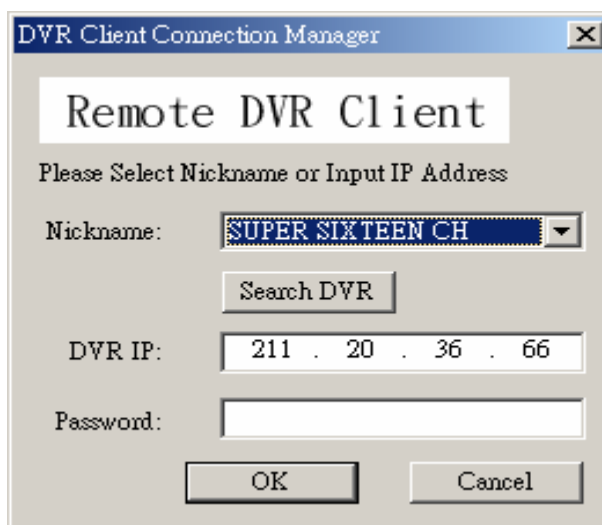 DVR Client Connection Manager
Remote DVR Client
Please Select Nickname or Input IP Address
Nickname: SUPER SIXTEEN CH
Search DVR
DVR IP: 211 . 20 . 36 . 66
Password:
OK Cancel